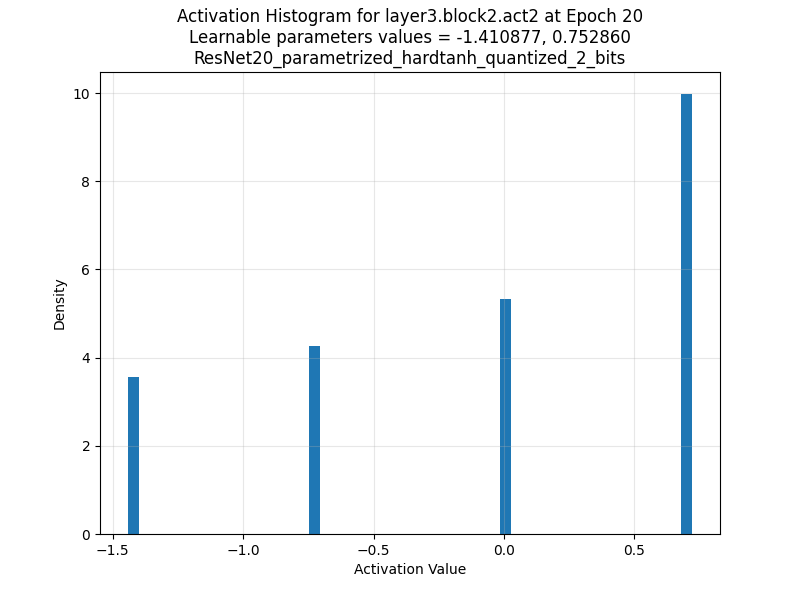 Activation Histogram for layer3.block2.act2 at Epoch 20
Learnable parameters values = -1.410877, 0.752860
ResNet20_parametrized_hardtanh_quantized_2_bits
10
8
6
4
2
0
Density
−1.5 −1.0 −0.5 0.0 0.5
Activation Value